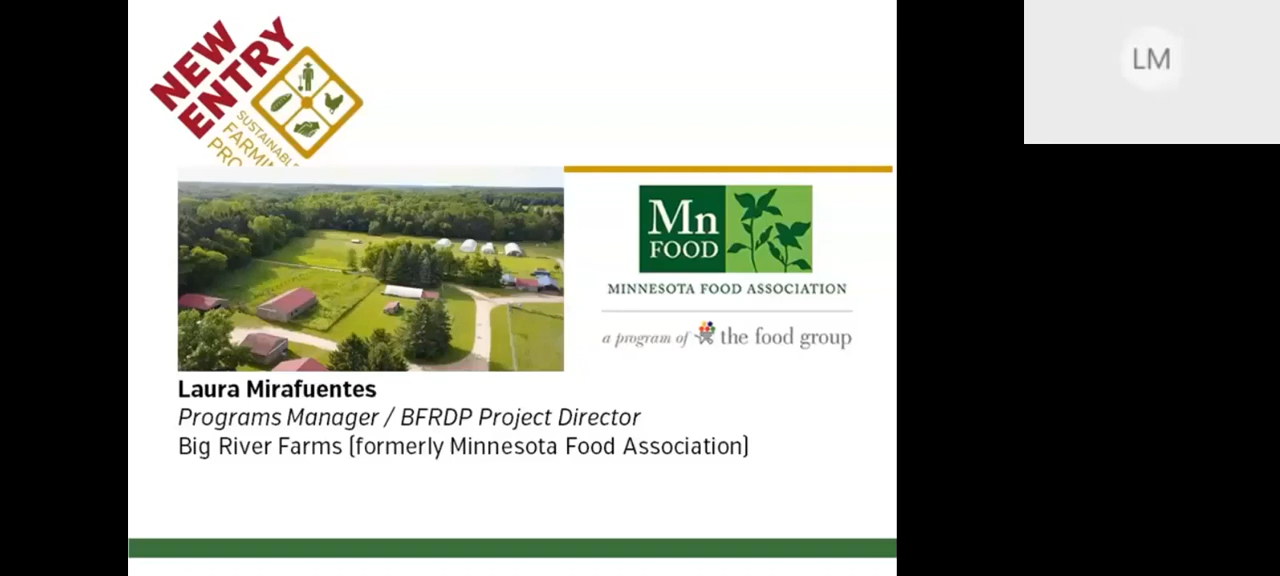 NEW
ENTRY
SUSTAINABLE
FARMING
LM
Mn
FOOD
MINNESOTA FOOD ASSOCIATION
a program of the food group
Laura Mirafuentes
Programs Manager / BFRDP Project Director
Big River Farms (formerly Minnesota Food Association)